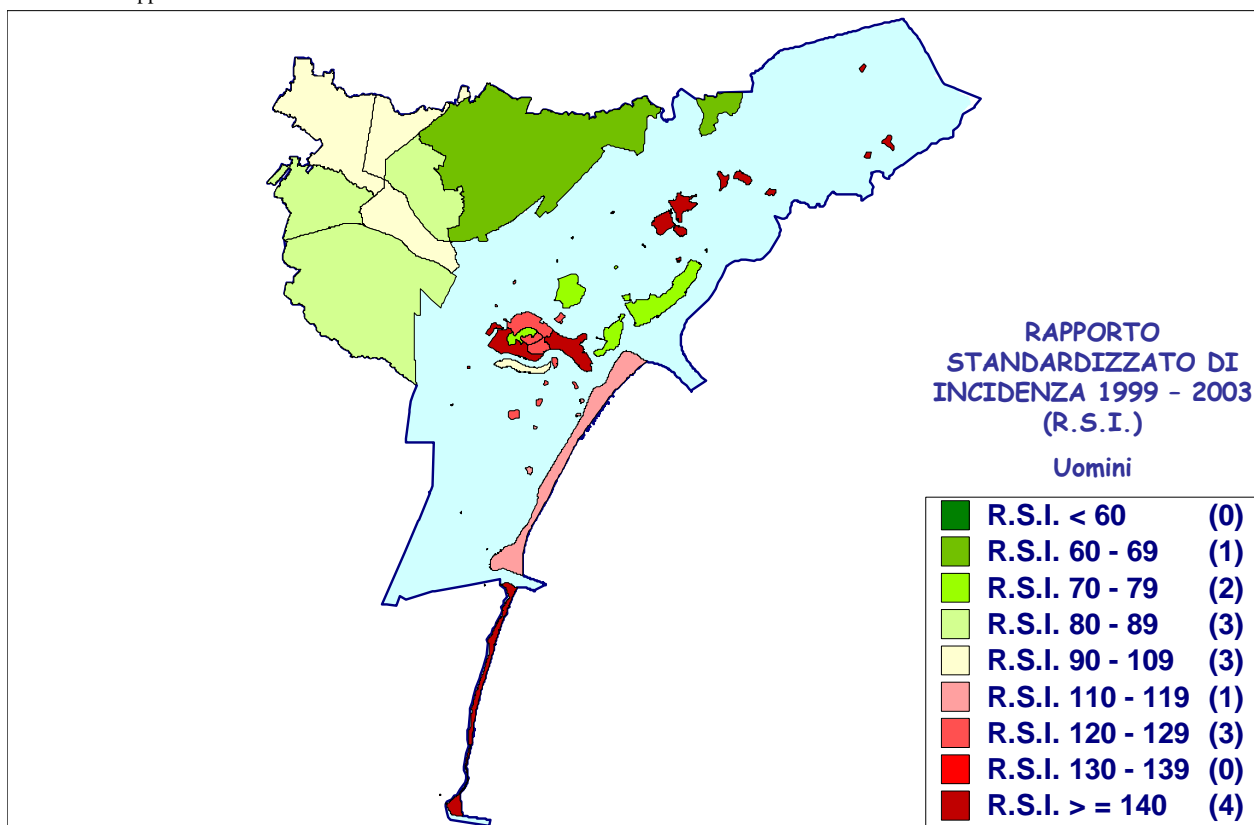 RAPPORTO
STANDARDIZZATO DI
INCIDENZA 1999 – 2003
(R.S.I.)
Uomini
R.S.I. < 60 (0)
R.S.I. 60 - 69 (1)
R.S.I. 70 - 79 (2)
R.S.I. 80 - 89 (3)
R.S.I. 90 - 109 (3)
R.S.I. 110 - 119 (1)
R.S.I. 120 - 129 (3)
R.S.I. 130 - 139 (0)
R.S.I. > = 140 (4)